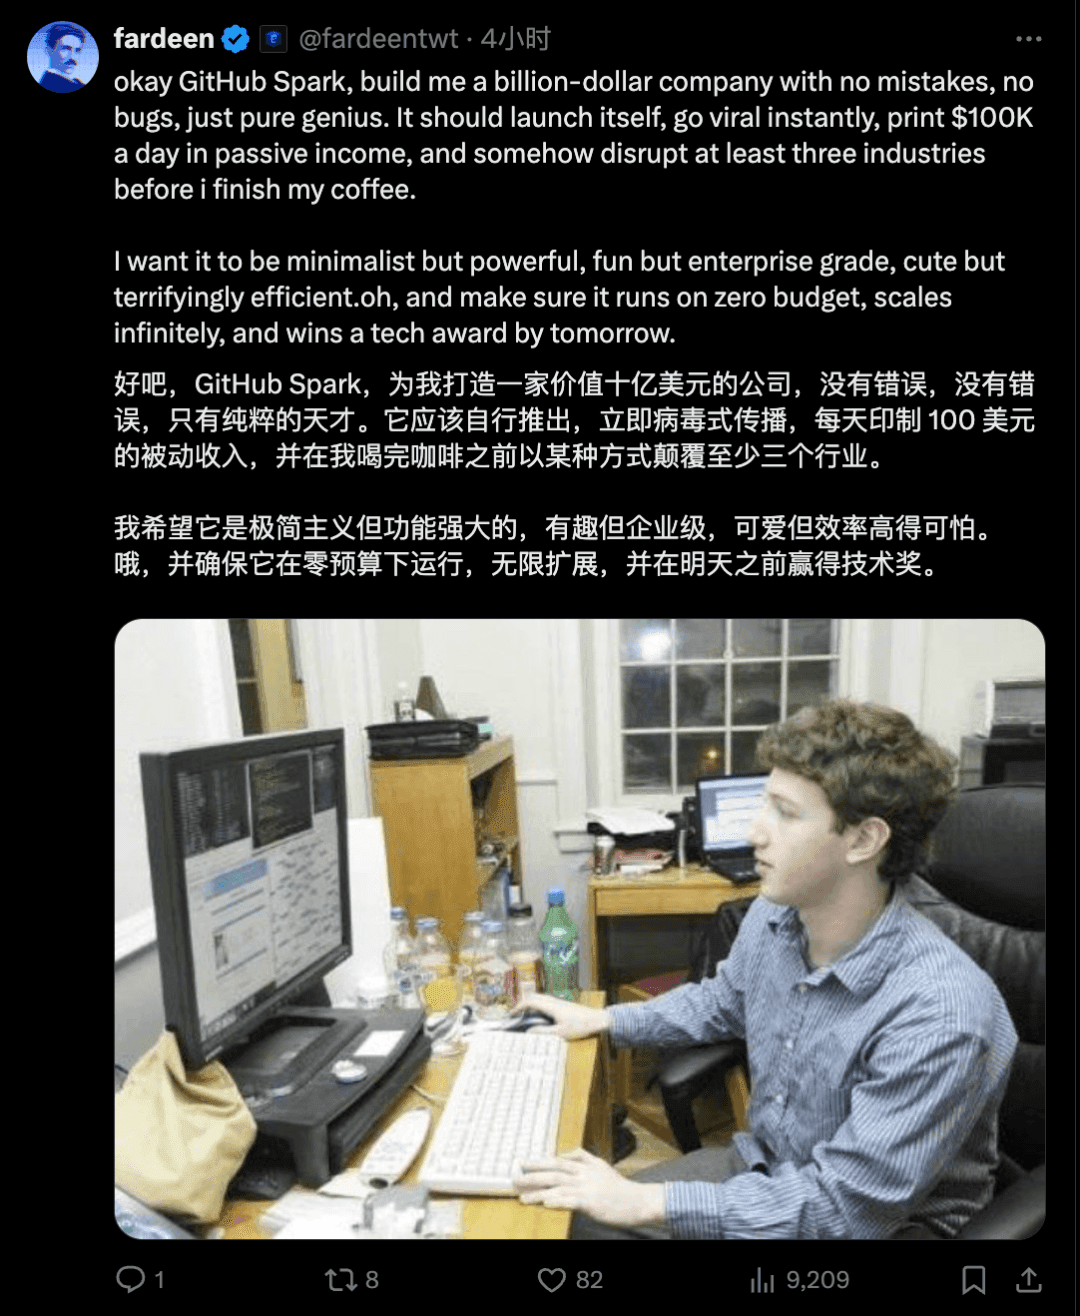 fardeen @fardeentwt · 4小时
okay GitHub Spark, build me a billion-dollar company with no mistakes, no
bugs, just pure genius. It should launch itself, go viral instantly, print $100K
a day in passive income, and somehow disrupt at least three industries
before i finish my coffee.
I want it to be minimalist but powerful, fun but enterprise grade, cute but
terrifyingly efficient.oh, and make sure it runs on zero budget, scales
infinitely, and wins a tech award by tomorrow.
好吧，GitHub Spark，为我打造一家价值十亿美元的公司，没有错误，没有错
误，只有纯粹的天才。它应该自行推出，立即病毒式传播，每天印制 100 美元
的被动收入，并在我喝完咖啡之前以某种方式颠覆至少三个行业。
我希望它是极简主义但功能强大的，有趣但企业级，可爱但效率高得可怕。
哦，并确保它在零预算下运行，无限扩展，并在明天之前赢得技术奖。
1 8 82 9,209